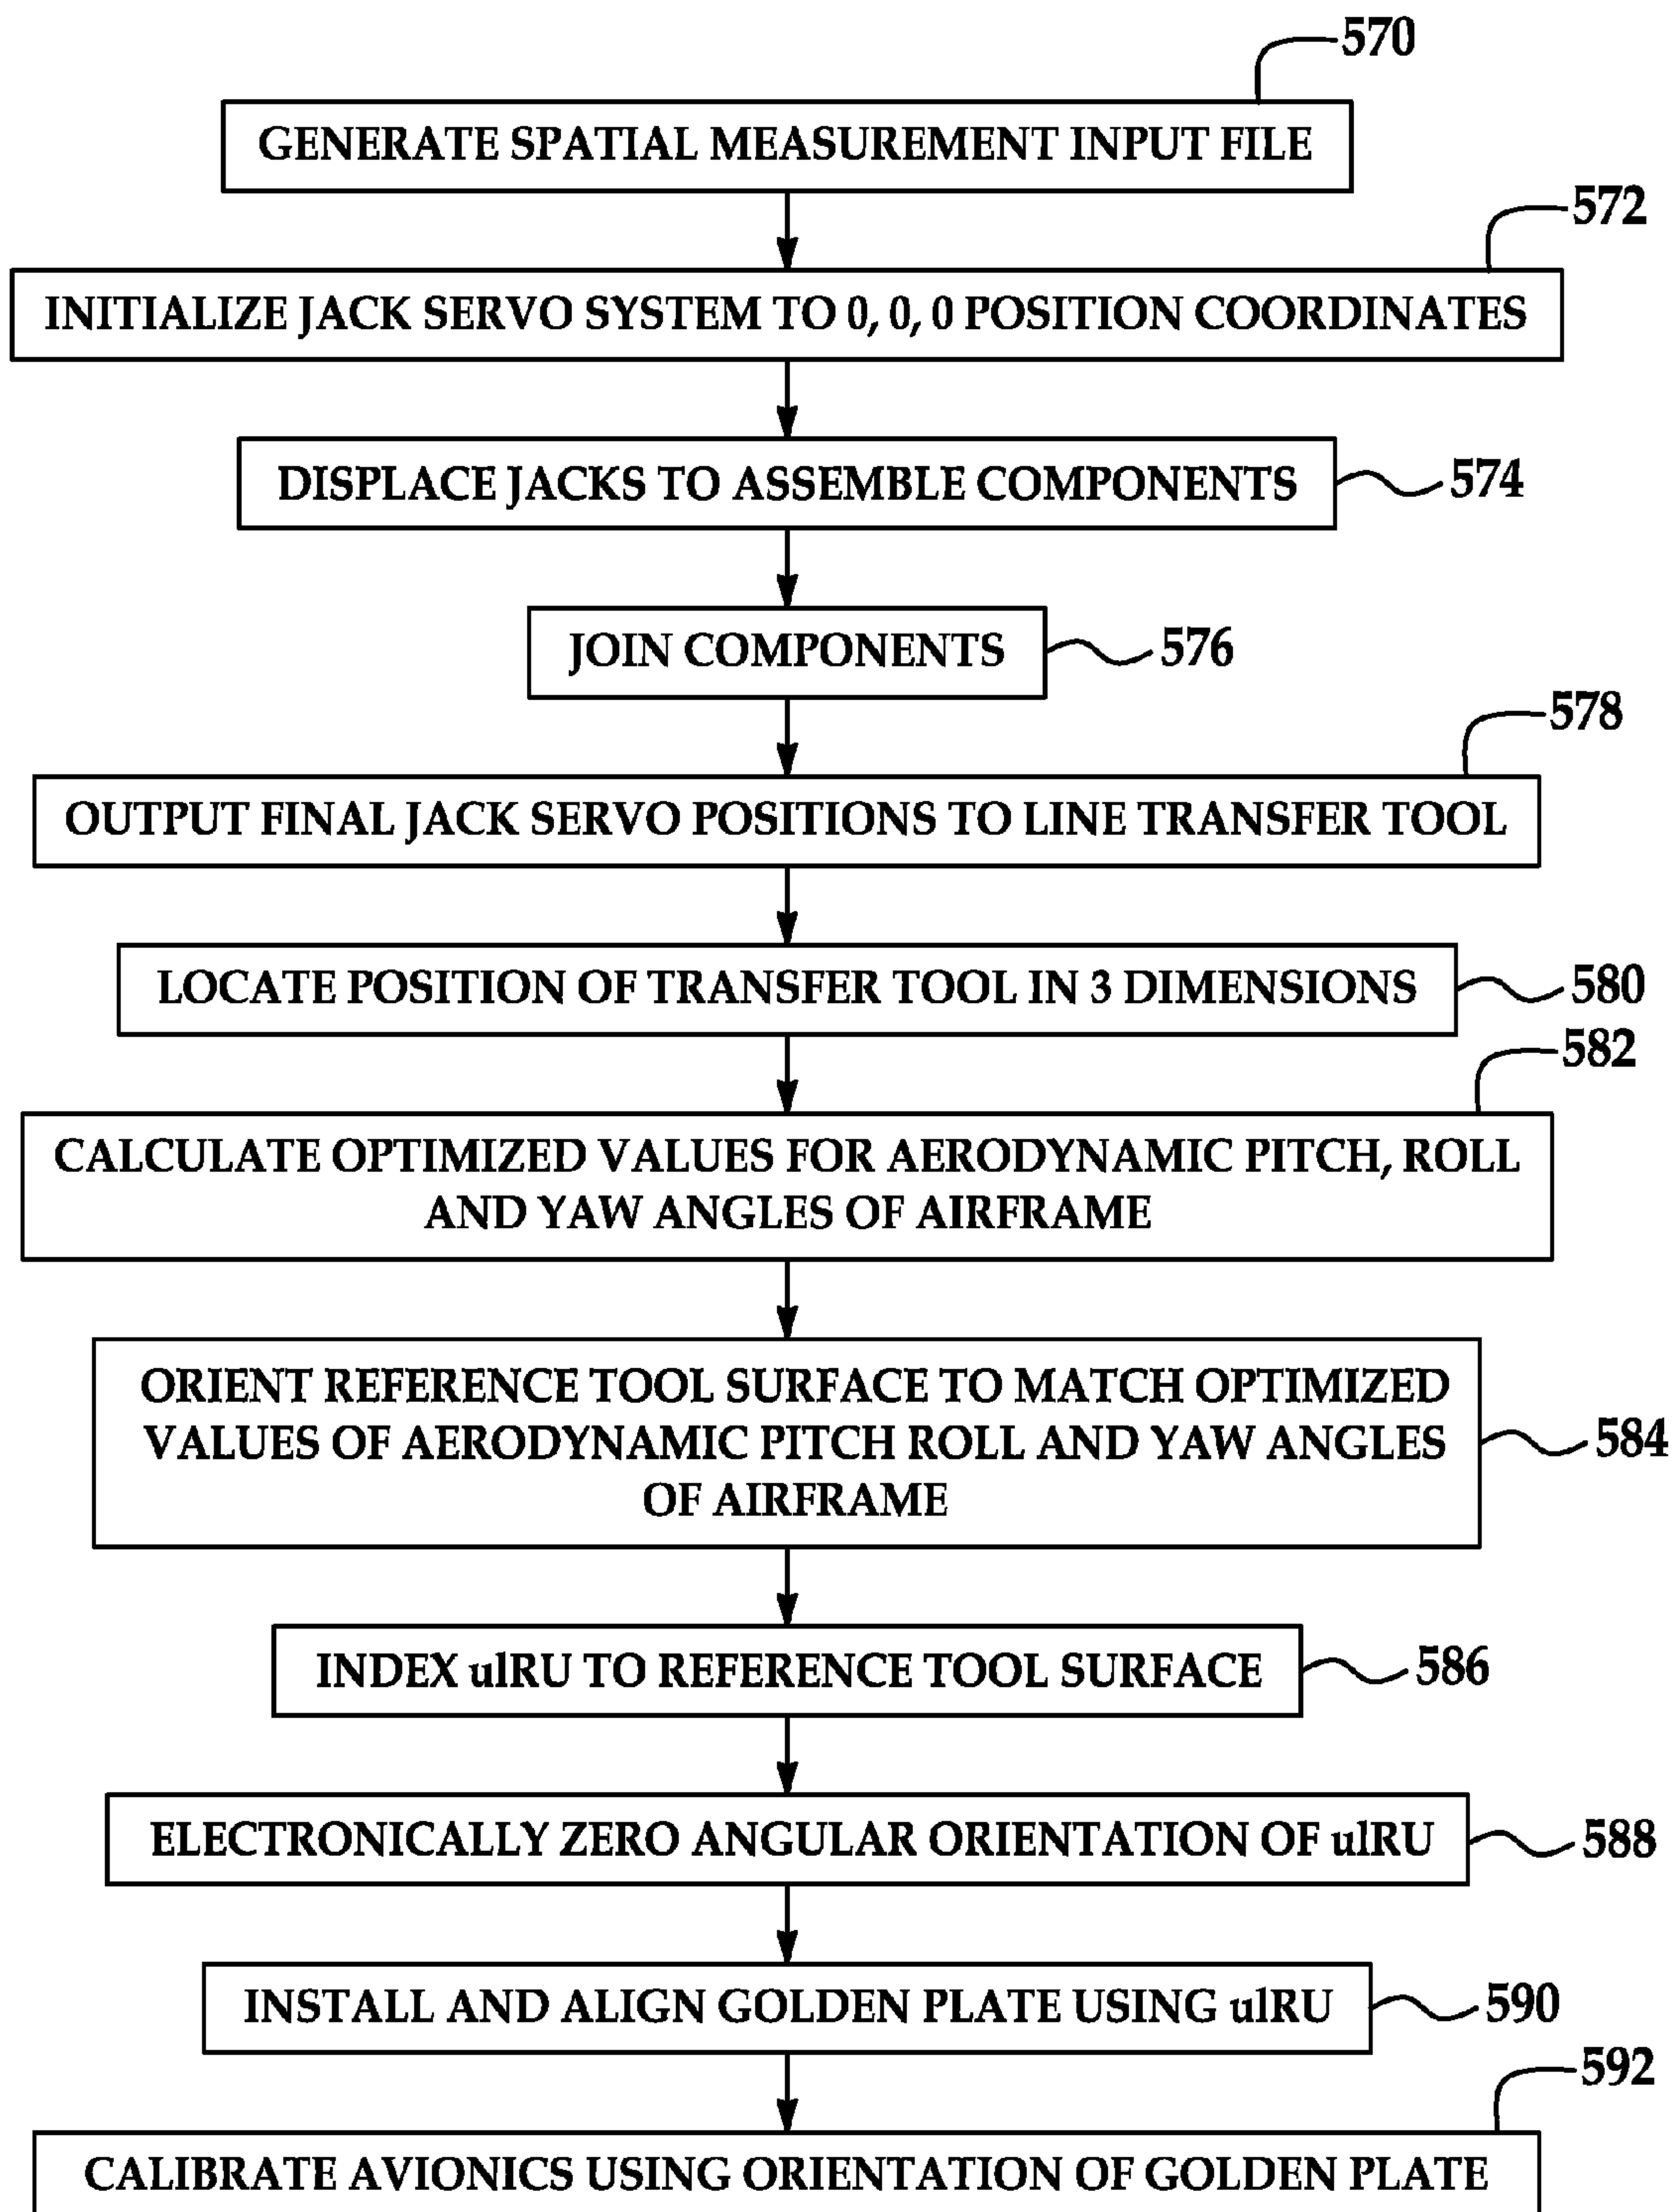 570
GENERATE SPATIAL MEASUREMENT INPUT FILE
572
INITIALIZE JACK SERVO SYSTEM TO 0, 0, 0 POSITION COORDINATES
DISPLACE JACKS TO ASSEMBLE COMPONENTS
574
JOIN COMPONENTS
576
578
OUTPUT FINAL JACK SERVO POSITIONS TO LINE TRANSFER TOOL
LOCATE POSITION OF TRANSFER TOOL IN 3 DIMENSIONS
580
582
CALCULATE OPTIMIZED VALUES FOR AERODYNAMIC PITCH, ROLL
AND YAW ANGLES OF AIRFRAME
ORIENT REFERENCE TOOL SURFACE TO MATCH OPTIMIZED
VALUES OF AERODYNAMIC PITCH ROLL AND YAW ANGLES
OF AIRFRAME
584
INDEX ulRU TO REFERENCE TOOL SURFACE
586
ELECTRONICALLY ZERO ANGULAR ORIENTATION OF ulRU
588
INSTALL AND ALIGN GOLDEN PLATE USING ulRU
590
592
CALIBRATE AVIONICS USING ORIENTATION OF GOLDEN PLATE